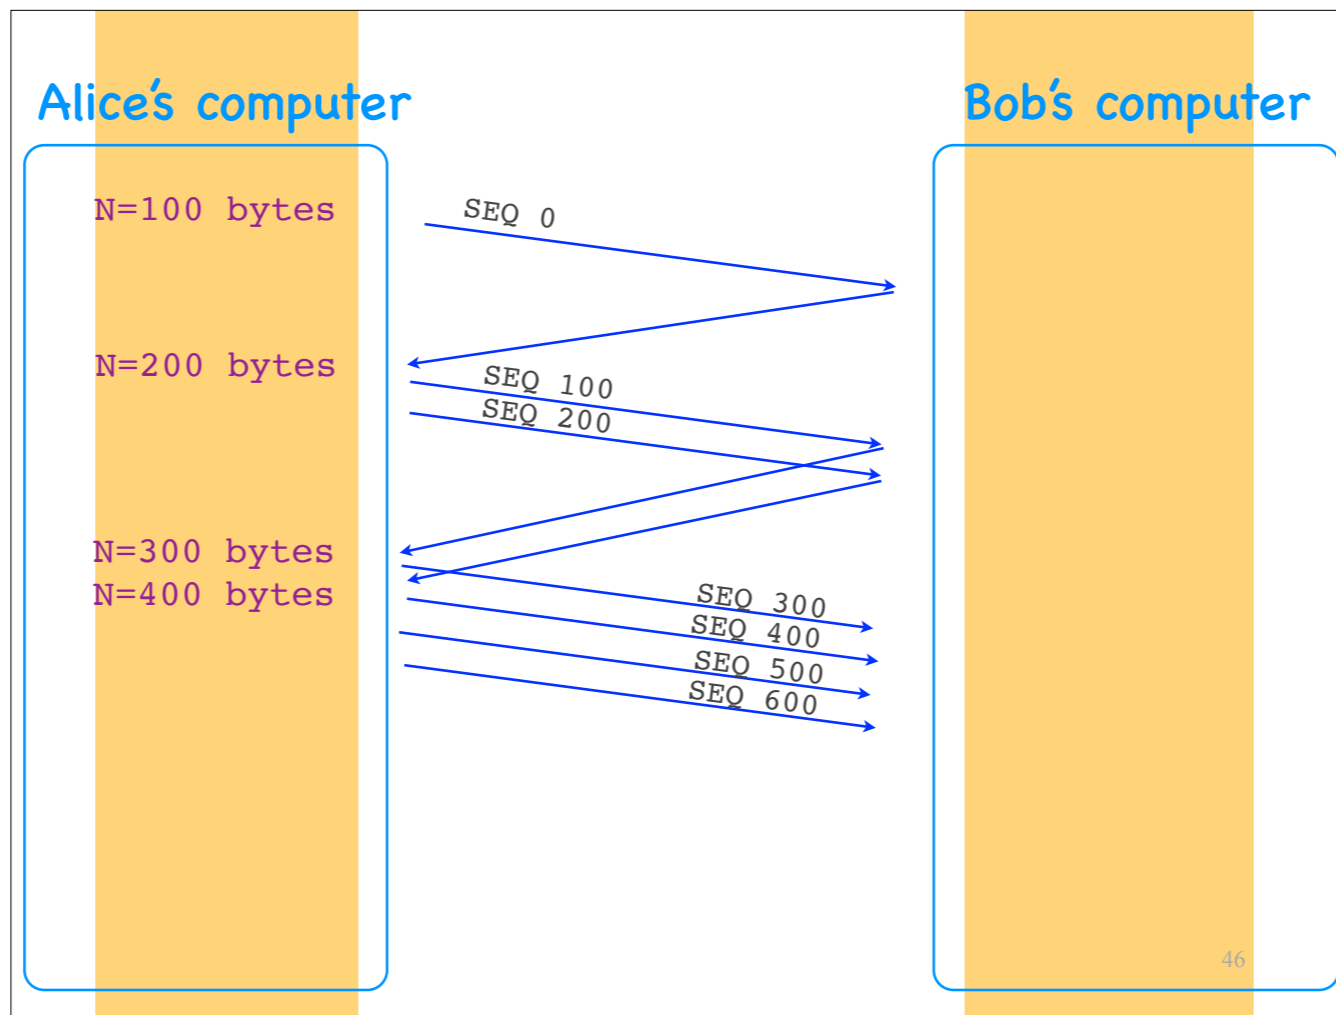 Alice's computer
Bob's computer
N=100 bytes
SEQ 0
N=200 bytes
SEQ 100
SEQ 200
N=300 bytes
N=400 bytes
SEQ 300
SEQ 400
SEQ 500
SEQ 600
46